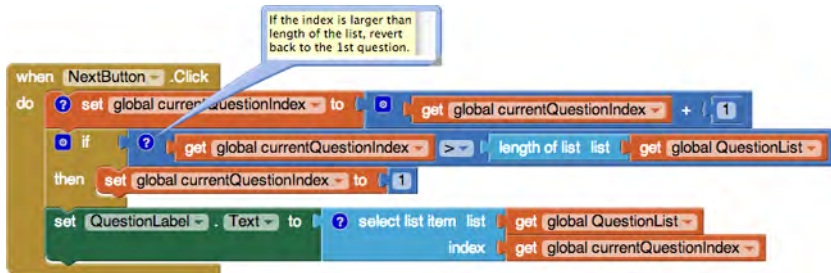 If the index is larger than
length of the list, revert
back to the 1st question.
when NextButton .Click
do ? set global currentQuestionIndex to get global currentQuestionIndex + 1
if ? get global currentQuestionIndex > length of list list get global QuestionList
then set global currentQuestionIndex to 1
set QuestionLabel . Text to ? select list item list get global QuestionList
index get global currentQuestionIndex